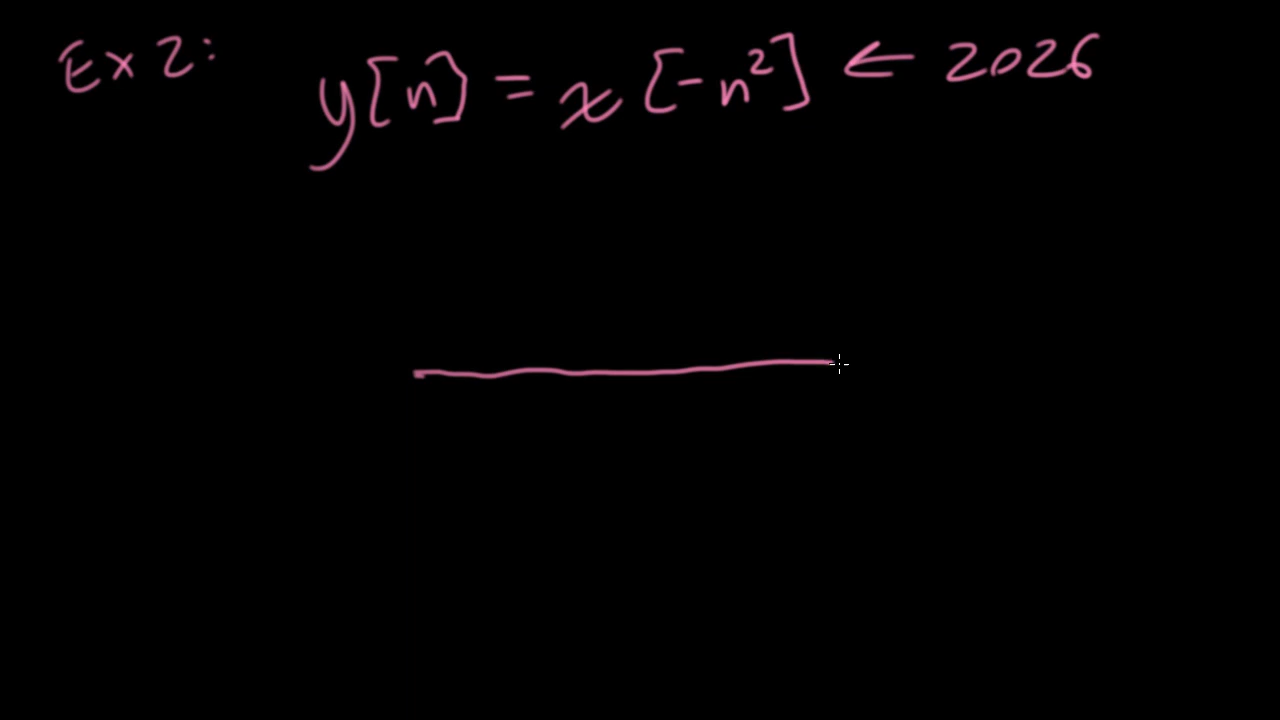 Ex 2: y[n] = x[-n²] ← 2026